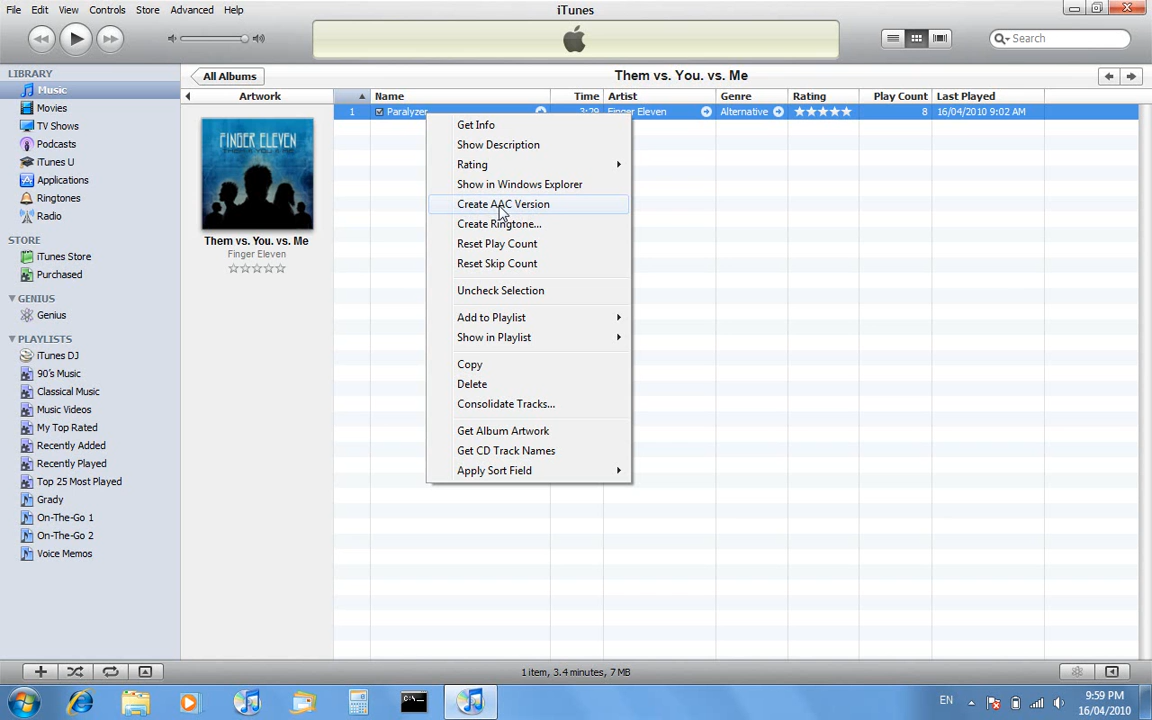 File Edit View Controls Store Advanced Help
iTunes
Search
LIBRARY
Music
Movies
TV Shows
Podcasts
iTunes U
Applications
Ringtones
Radio
STORE
iTunes Store
Purchased
GENIUS
Genius
PLAYLISTS
iTunes DJ
90's Music
Classical Music
Music Videos
My Top Rated
Recently Added
Recently Played
Top 25 Most Played
Grady
On-The-Go 1
On-The-Go 2
Voice Memos
All Albums
Them vs. You. vs. Me
Artwork
FINGER ELEVEN
Them vs. You vs. Me
Finger Eleven
Name Time Artist Genre Rating Play Count Last Played
1 Paralyzer 3:29 Finger Eleven Alternative 8 16/04/2010 9:02 AM
Get Info
Show Description
Rating
Show in Windows Explorer
Create AAC Version
Create Ringtone...
Reset Play Count
Reset Skip Count
Uncheck Selection
Add to Playlist
Show in Playlist
Copy
Delete
Consolidate Tracks...
Get Album Artwork
Get CD Track Names
Apply Sort Field
1 item, 3.4 minutes, 7 MB
EN
9:59 PM
16/04/2010